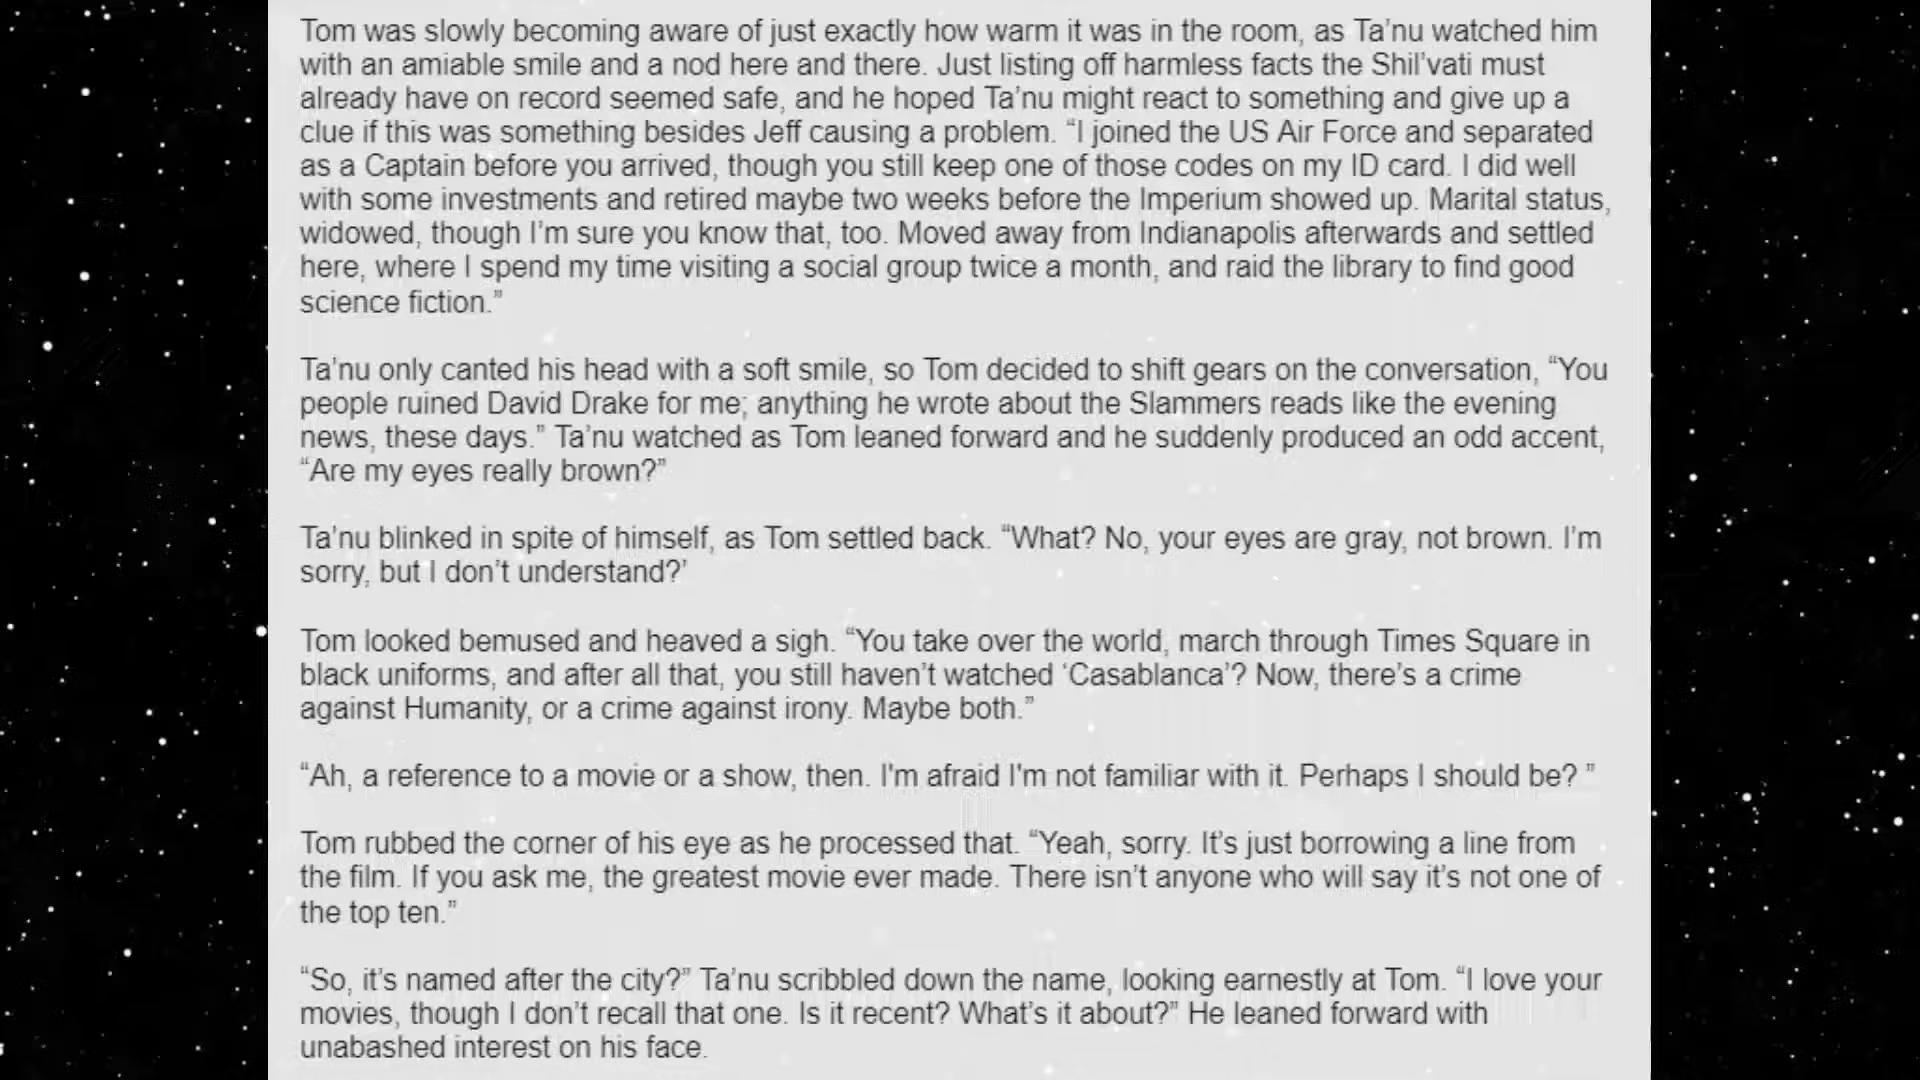 Tom was slowly becoming aware of just exactly how warm it was in the room, as Ta'nu watched him
with an amiable smile and a nod here and there. Just listing off harmless facts the Shil'vati must
already have on record seemed safe, and he hoped Ta'nu might react to something and give up a
clue if this was something besides Jeff causing a problem. “I joined the US Air Force and separated
as a Captain before you arrived, though you still keep one of those codes on my ID card. I did well
with some investments and retired maybe two weeks before the Imperium showed up. Marital status,
widowed, though I'm sure you know that, too. Moved away from Indianapolis afterwards and settled
here, where I spend my time visiting a social group twice a month, and raid the library to find good
science fiction.”
Ta'nu only canted his head with a soft smile, so Tom decided to shift gears on the conversation, “You
people ruined David Drake for me; anything he wrote about the Slammers reads like the evening
news, these days.” Ta'nu watched as Tom leaned forward and he suddenly produced an odd accent,
“Are my eyes really brown?”
Ta'nu blinked in spite of himself, as Tom settled back. “What? No, your eyes are gray, not brown. I'm
sorry, but I don't understand?’
Tom looked bemused and heaved a sigh. “You take over the world, march through Times Square in
black uniforms, and after all that, you still haven't watched ‘Casablanca’? Now, there's a crime
against Humanity, or a crime against irony. Maybe both.”
“Ah, a reference to a movie or a show, then. I'm afraid I'm not familiar with it. Perhaps I should be? ”
Tom rubbed the corner of his eye as he processed that. “Yeah, sorry. It's just borrowing a line from
the film. If you ask me, the greatest movie ever made. There isn't anyone who will say it's not one of
the top ten.”
“So, it's named after the city?” Ta'nu scribbled down the name, looking earnestly at Tom. “I love your
movies, though I don't recall that one. Is it recent? What's it about?” He leaned forward with
unabashed interest on his face.